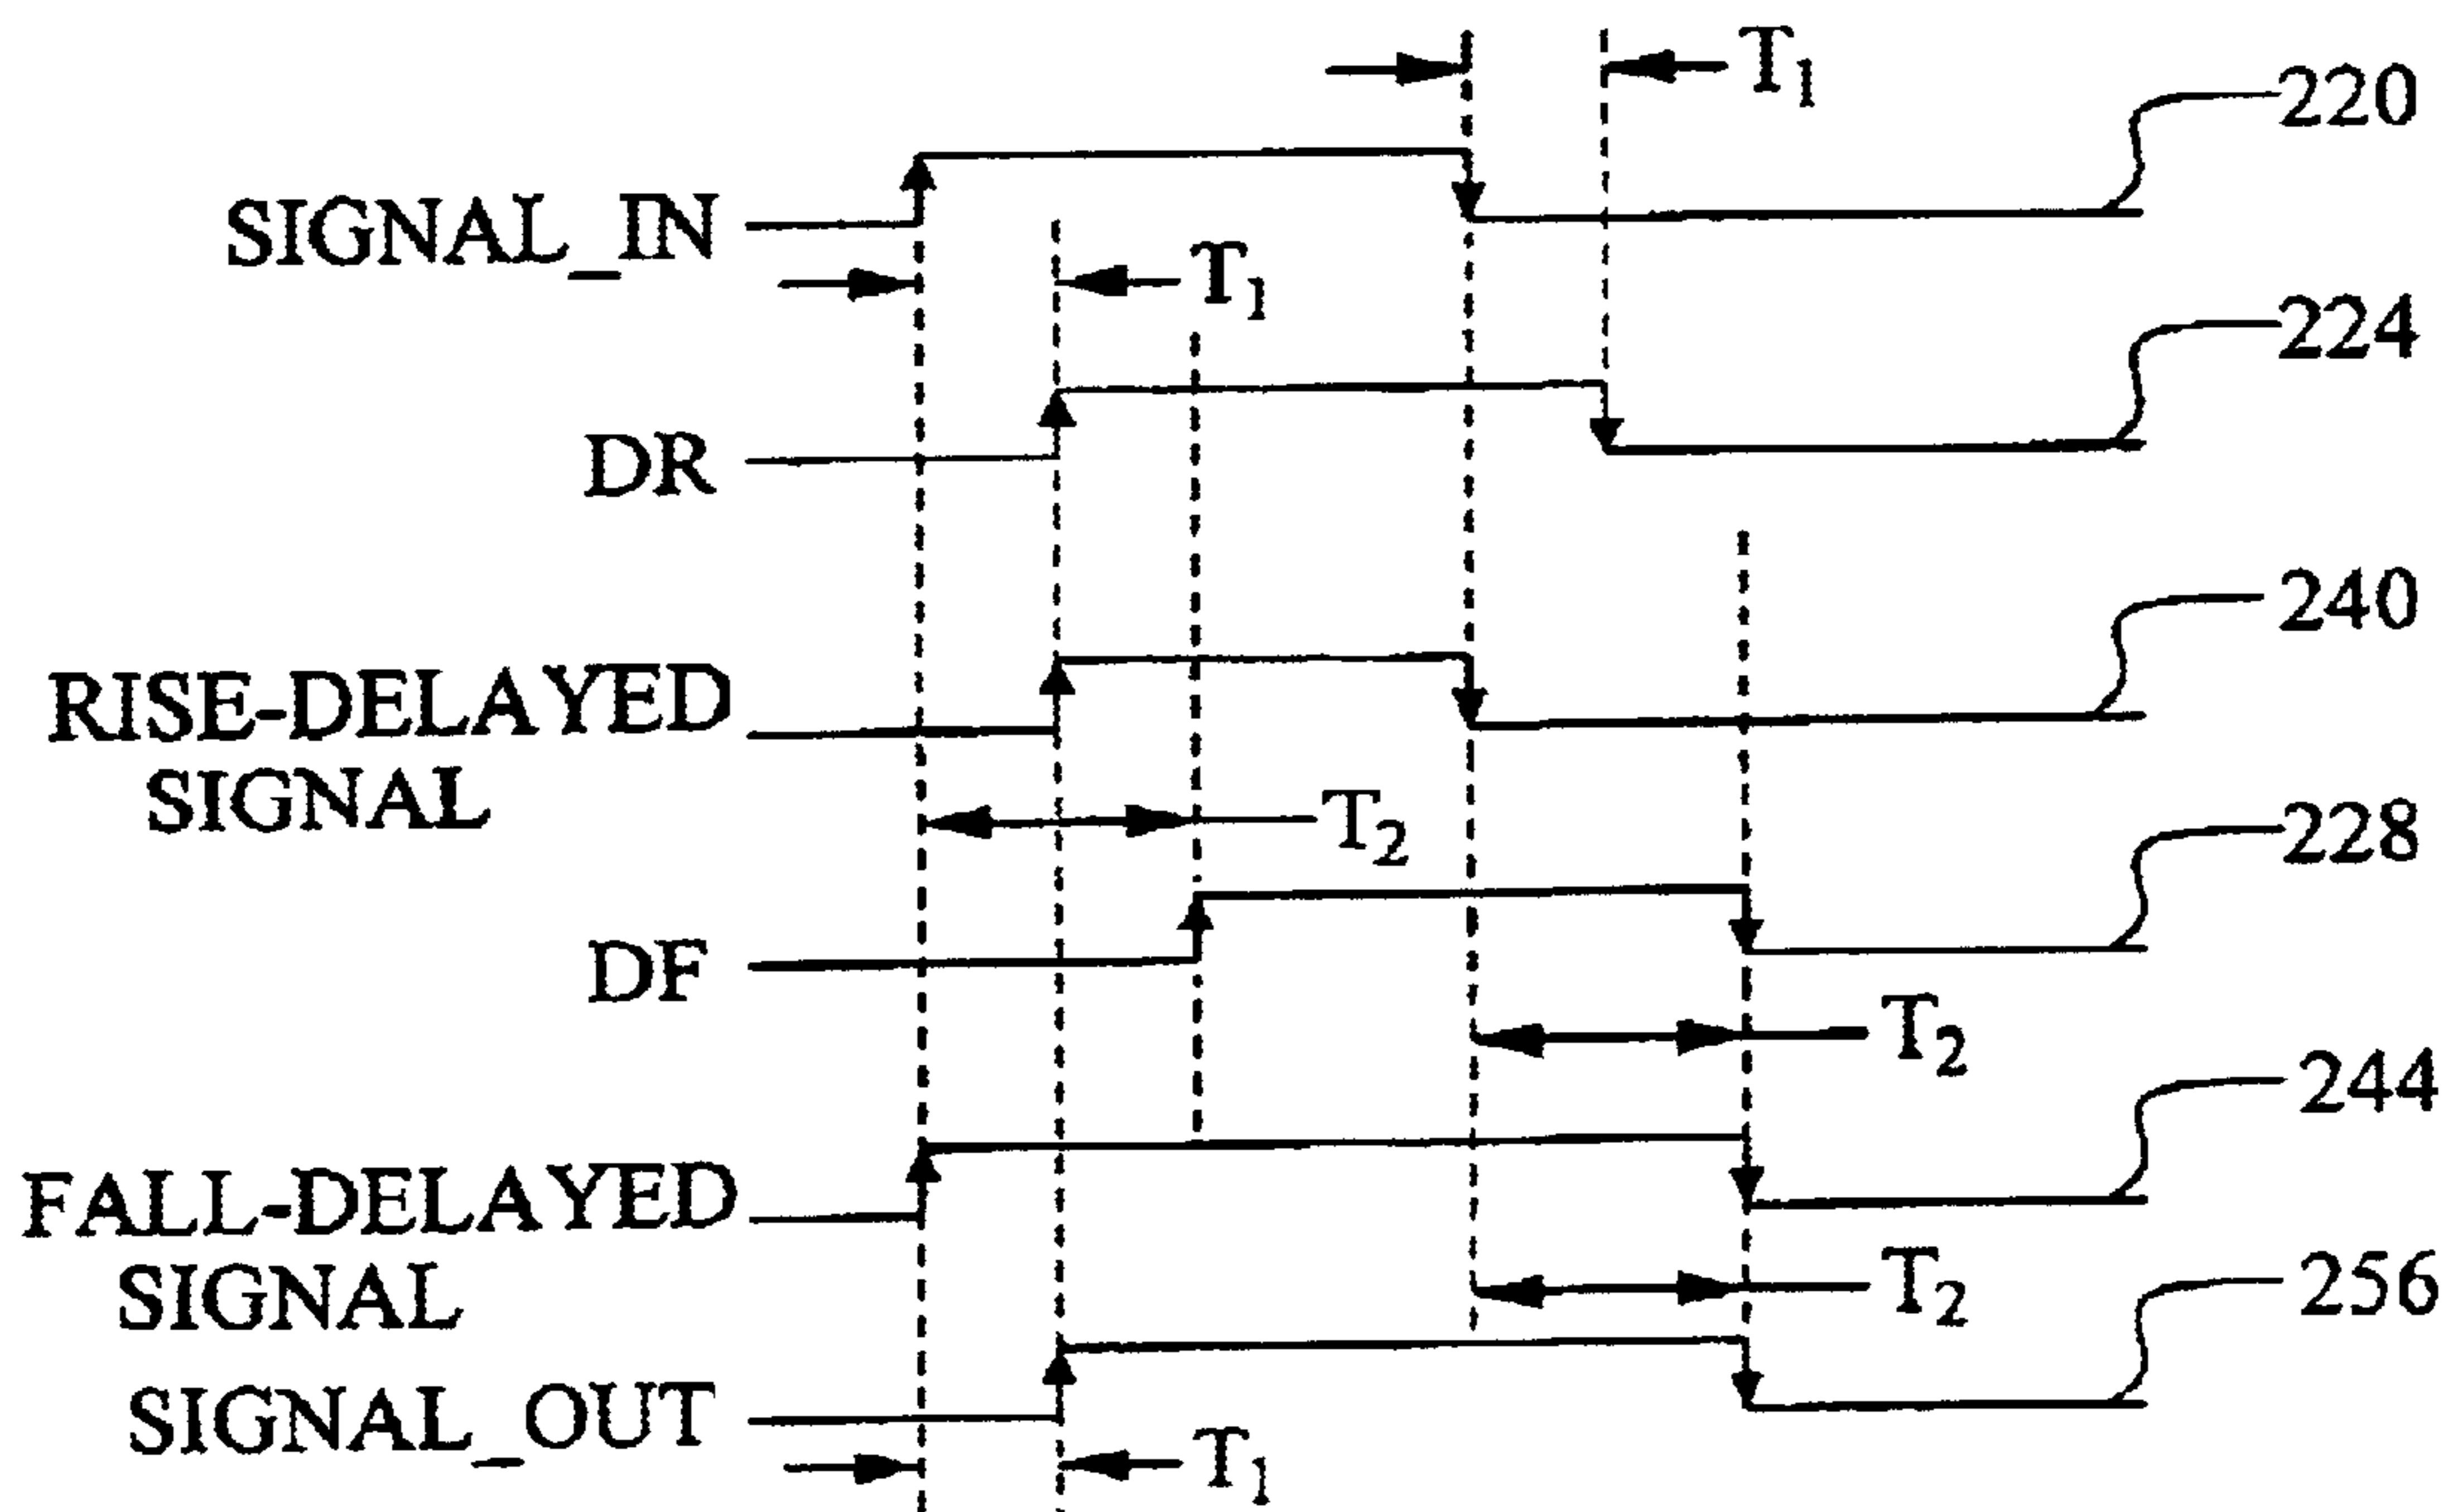 T₁
220
SIGNAL_IN
T₁
224
DR
240
RISE-DELAYED
SIGNAL
T₂
228
DF
T₂
244
FALL-DELAYED
SIGNAL
T₂
256
SIGNAL_OUT
T₁